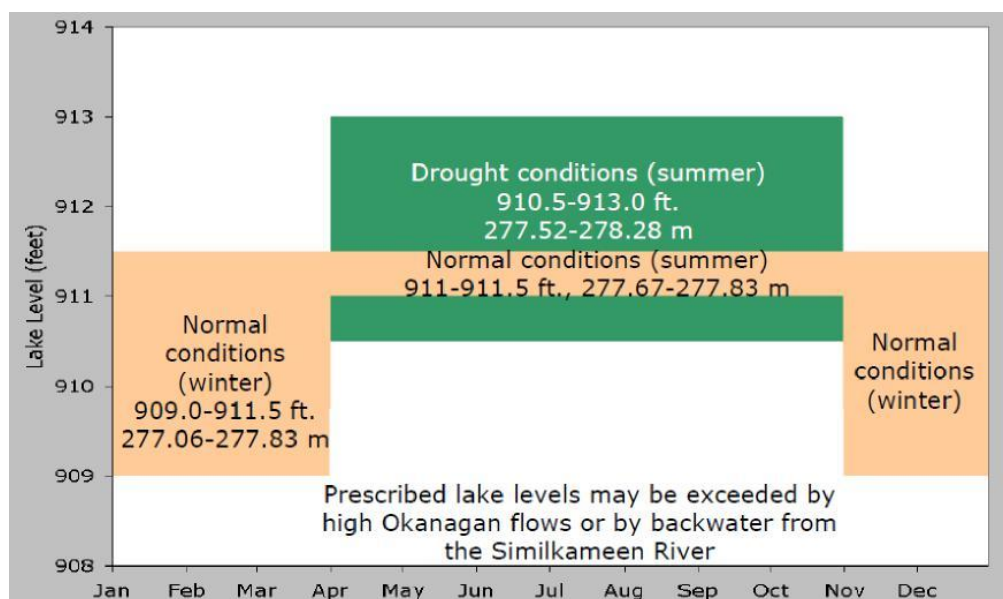 914
913
912
911
910
909
908
Lake Level (feet)
Drought conditions (summer)
910.5-913.0 ft.
277.52-278.28 m
Normal conditions (summer)
911-911.5 ft., 277.67-277.83 m
Normal
conditions
(winter)
909.0-911.5 ft.
277.06-277.83 m
Normal
conditions
(winter)
Prescribed lake levels may be exceeded by
high Okanagan flows or by backwater from
the Similkameen River
Jan Feb Mar Apr May Jun Jul Aug Sep Oct Nov Dec